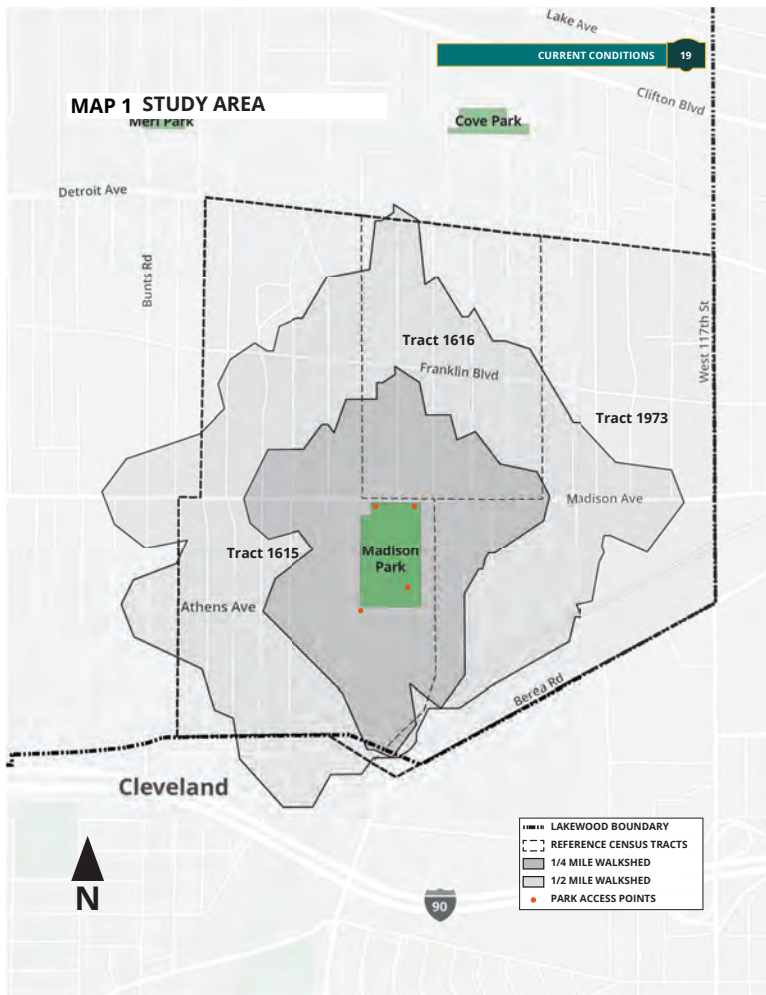 Lake Ave
CURRENT CONDITIONS 19
Clifton Blvd
MAP 1 STUDY AREA
Merl Park
Cove Park
Detroit Ave
Bunts Rd
West 117th St
Tract 1616
Franklin Blvd
Tract 1973
Madison Ave
Tract 1615
Madison
Park
Athens Ave
Berea Rd
Cleveland
LAKEWOOD BOUNDARY
REFERENCE CENSUS TRACTS
1/4 MILE WALKSHED
1/2 MILE WALKSHED
PARK ACCESS POINTS
N
90